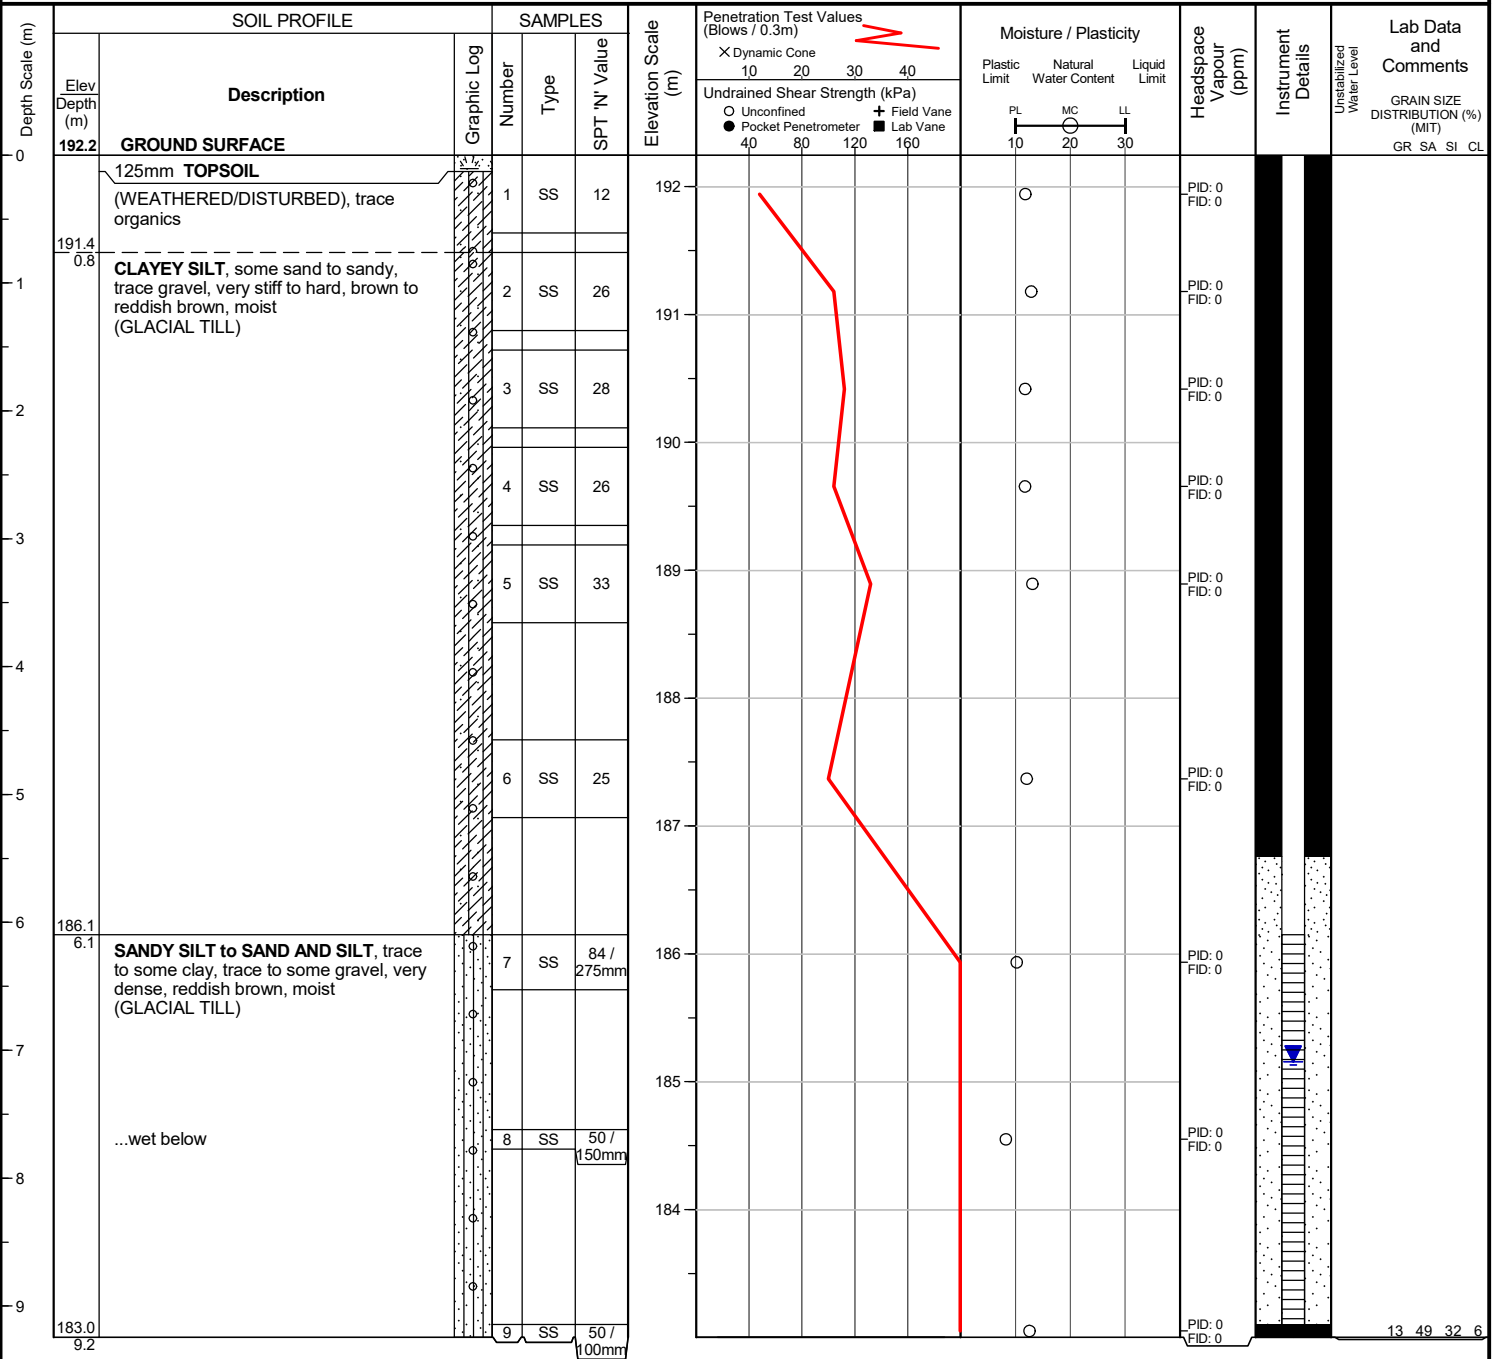 SOIL PROFILE
SAMPLES
Depth Scale (m)
Elev
Depth
(m)
Description
Graphic Log
Number
Type
SPT 'N' Value
Elevation Scale
(m)
Penetration Test Values
(Blows / 0.3m)
× Dynamic Cone
10 20 30 40
Undrained Shear Strength (kPa)
Unconfined
Field Vane
Pocket Penetrometer
Lab Vane
40 80 120 160
Moisture / Plasticity
Plastic
Limit
Natural
Water Content
Liquid
Limit
PL MC LL
10 20 30
Headspace
Vapour
(ppm)
Instrument
Details
Unstabilized
Water Level
Lab Data
and
Comments
GRAIN SIZE
DISTRIBUTION (%)
(MIT)
GR SA SI CL
192.2 GROUND SURFACE
0
125mm TOPSOIL
(WEATHERED/DISTURBED), trace
organics
1 SS 12
192
PID: 0
FID: 0
191.4
0.8
CLAYEY SILT, some sand to sandy,
trace gravel, very stiff to hard, brown to
reddish brown, moist
(GLACIAL TILL)
1
2 SS 26
191
PID: 0
FID: 0
2
3 SS 28
190
PID: 0
FID: 0
4 SS 26
PID: 0
FID: 0
3
5 SS 33
189
PID: 0
FID: 0
4
188
5
6 SS 25
187
PID: 0
FID: 0
6
186.1
6.1
SANDY SILT to SAND AND SILT, trace
to some clay, trace to some gravel, very
dense, reddish brown, moist
(GLACIAL TILL)
7 SS 84 /
275mm
186
PID: 0
FID: 0
7
185
...wet below
8 SS 50 /
150mm
PID: 0
FID: 0
8
184
9
183.0
9.2
9 SS 50 /
100mm
PID: 0
FID: 0
13 49 32 6